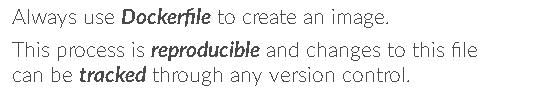 Always use Dockerfile to create an image.
This process is reproducible and changes to this file
can be tracked through any version control.